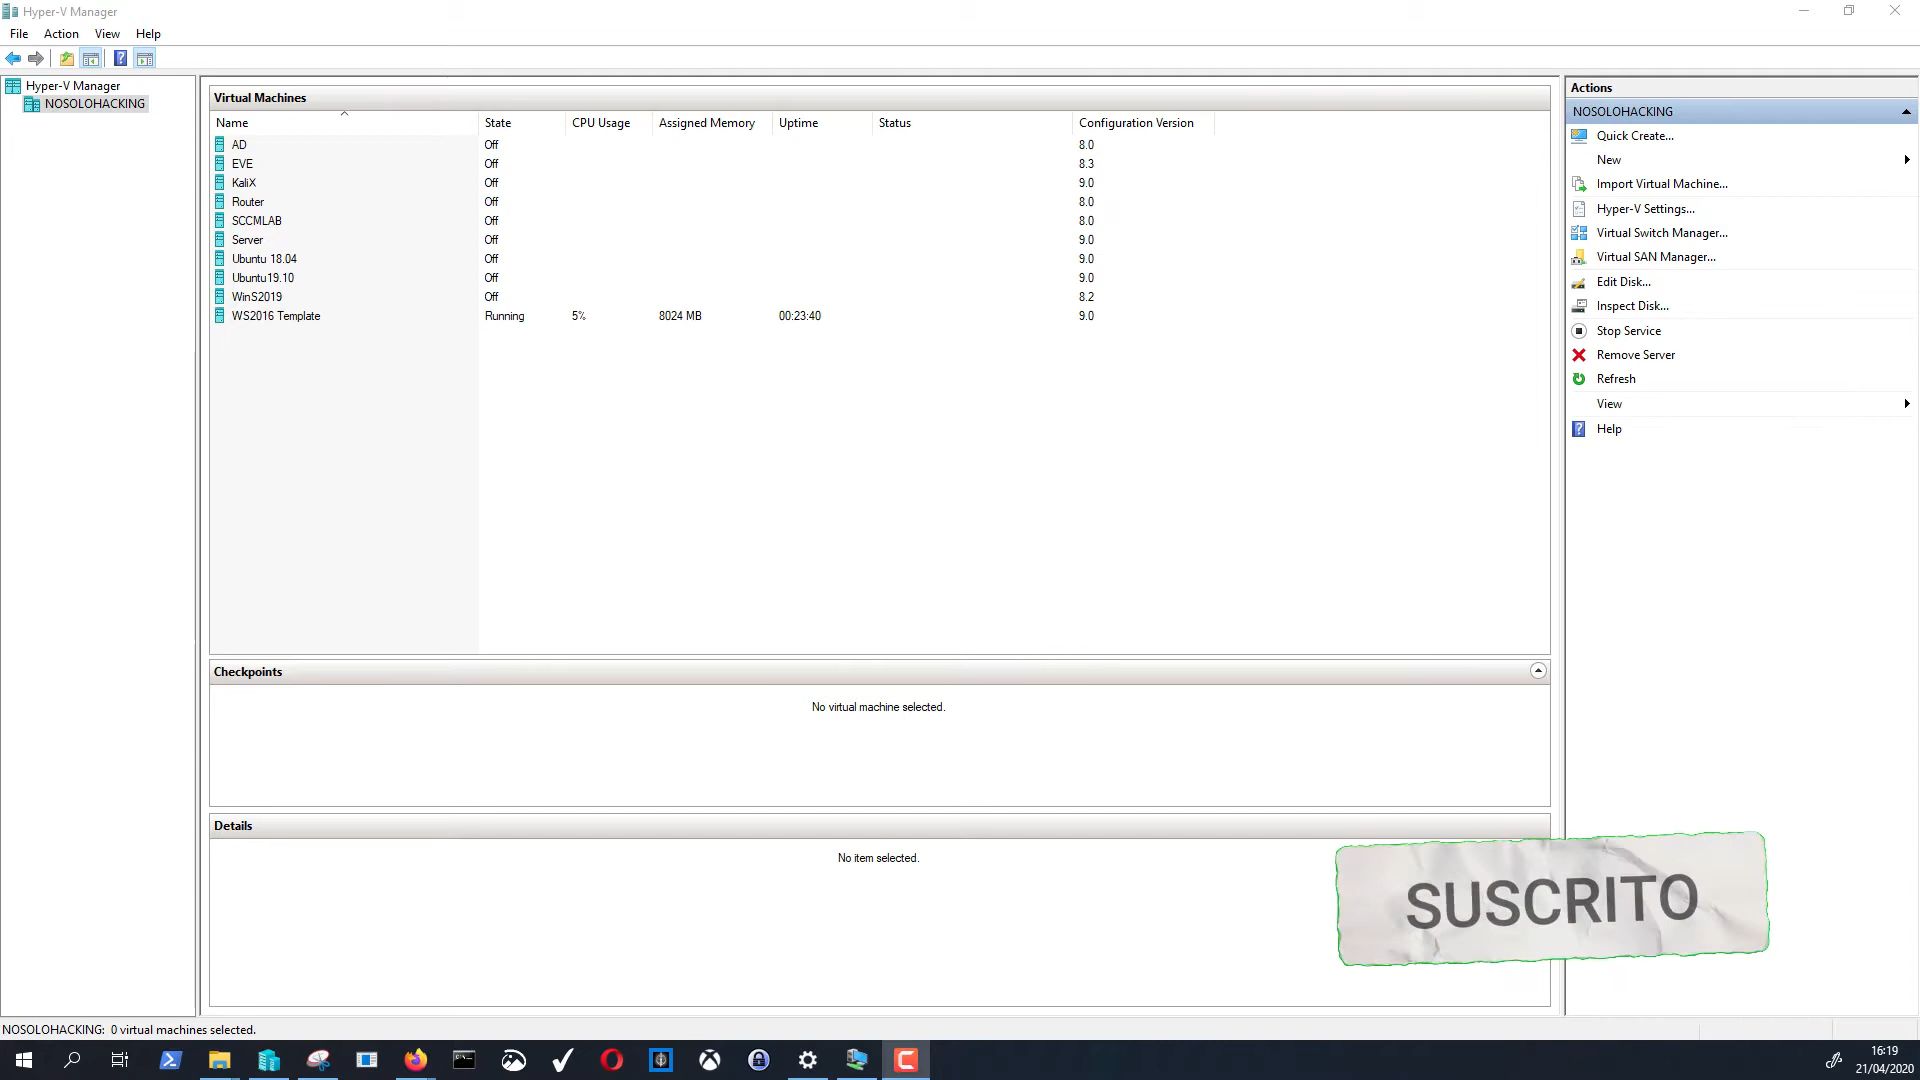 Hyper-V Manager
File Action View Help
Hyper-V Manager
NOSOLOHACKING
Virtual Machines
Name State CPU Usage Assigned Memory Uptime Status Configuration Version
AD Off 8.0
EVE Off 8.3
KaliX Off 9.0
Router Off 8.0
SCCMLAB Off 8.0
Server Off 9.0
Ubuntu 18.04 Off 9.0
Ubuntu19.10 Off 9.0
WinS2019 Off 8.2
WS2016 Template Running 5% 8024 MB 00:23:40 9.0
Checkpoints
No virtual machine selected.
Details
No item selected.
Actions
NOSOLOHACKING
Quick Create...
New
Import Virtual Machine...
Hyper-V Settings...
Virtual Switch Manager...
Virtual SAN Manager...
Edit Disk...
Inspect Disk...
Stop Service
Remove Server
Refresh
View
Help
SUSCRITO
NOSOLOHACKING: 0 virtual machines selected.
16:19
21/04/2020